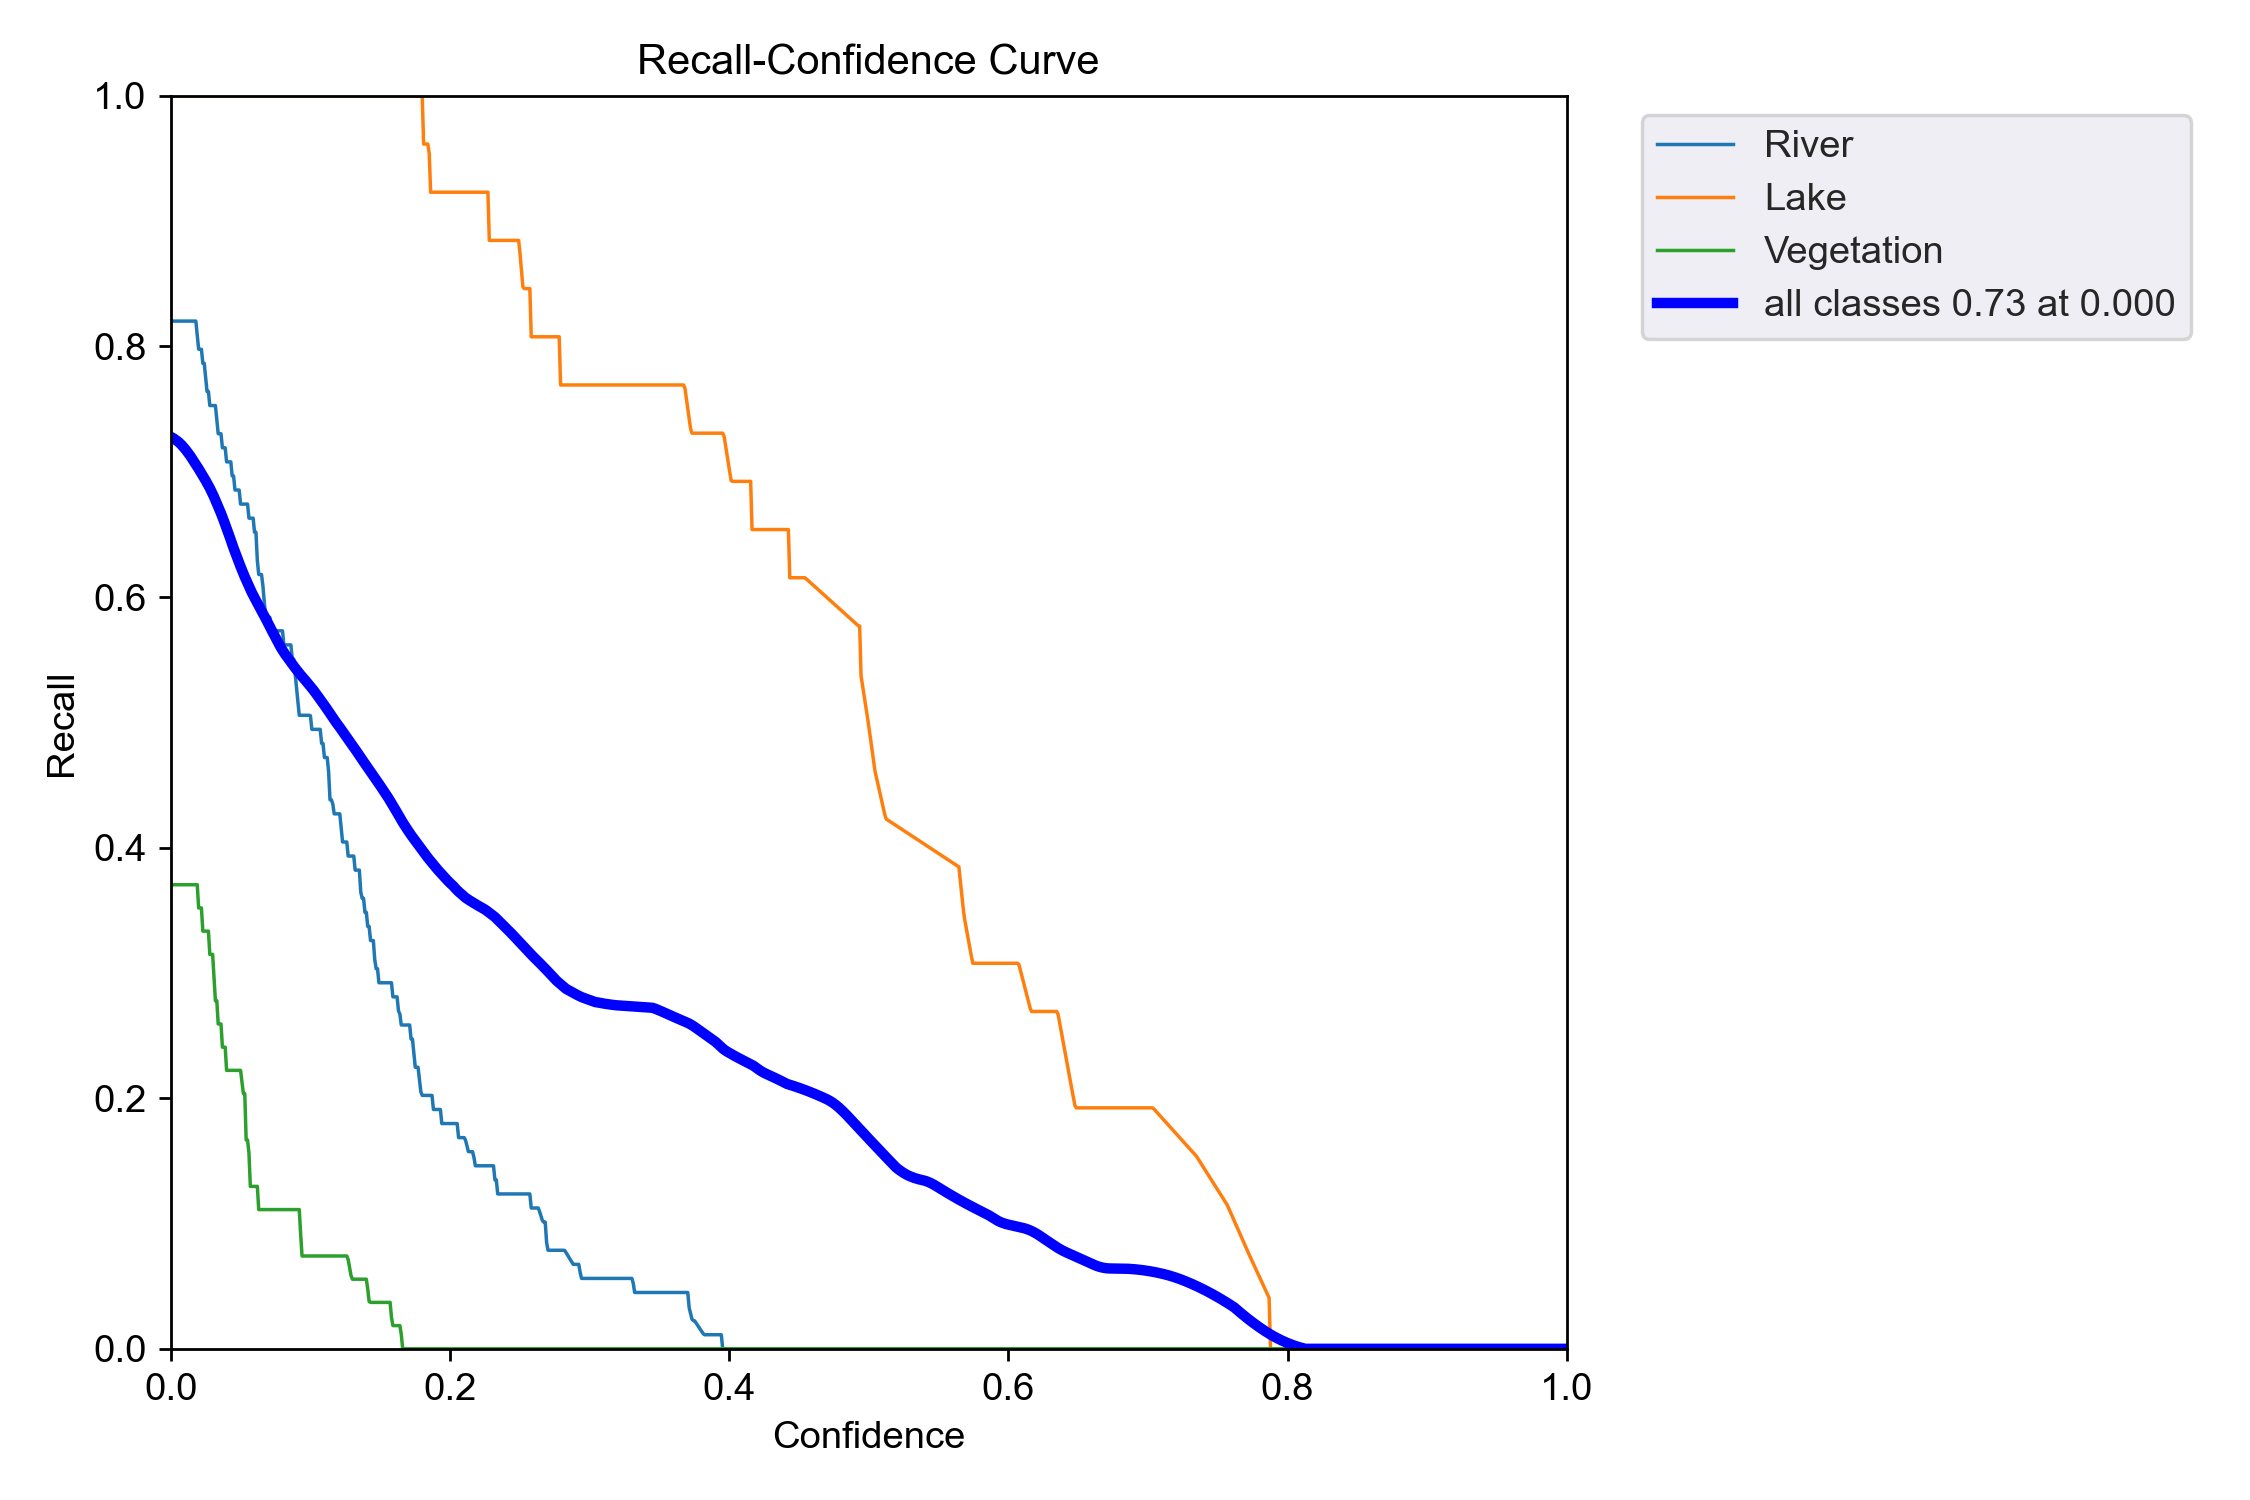 Recall-Confidence Curve
1.0
0.8
0.6
0.4
0.2
0.0
Recall
0.0 0.2 0.4 0.6 0.8 1.0
Confidence
River
Lake
Vegetation
all classes 0.73 at 0.000